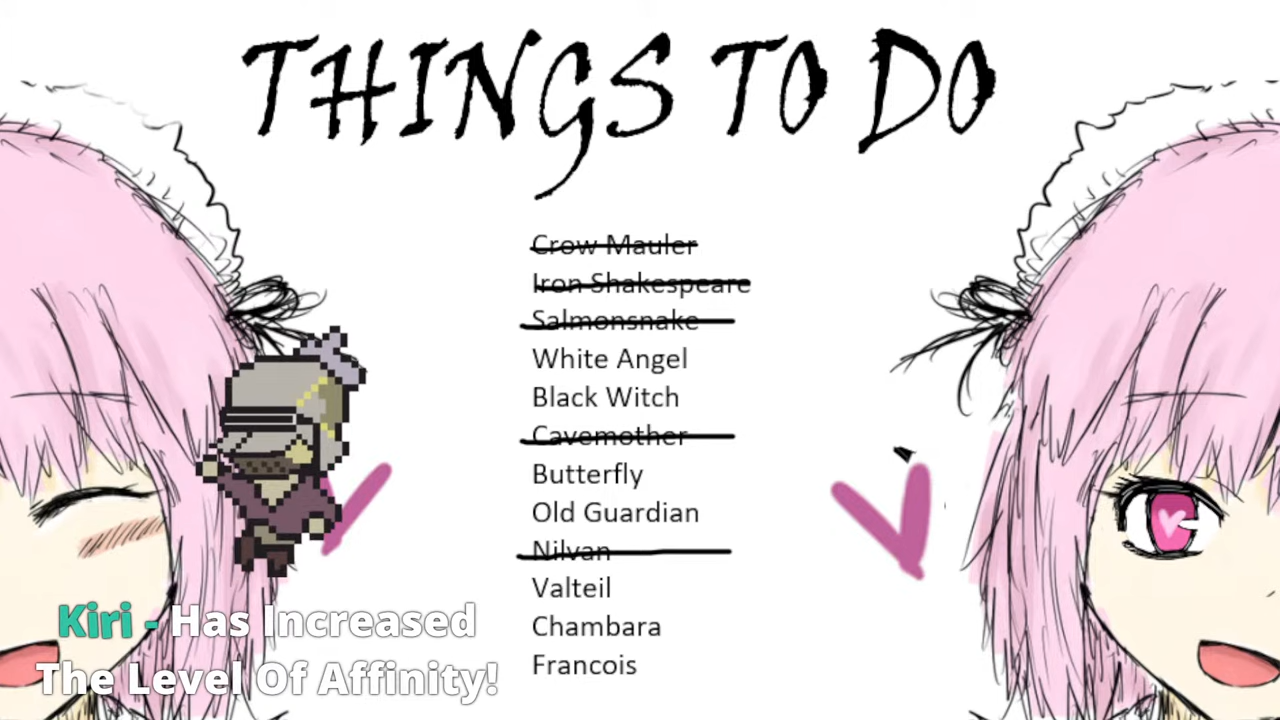 THINGS TO DO
Crow Mauler
Iron Shakespeare
Salmonsnake
White Angel
Black Witch
Cavemother
Butterfly
Old Guardian
Nilvan
Valteil
Chambara
Francois
Kiri - Has Increased
The Level Of Affinity!